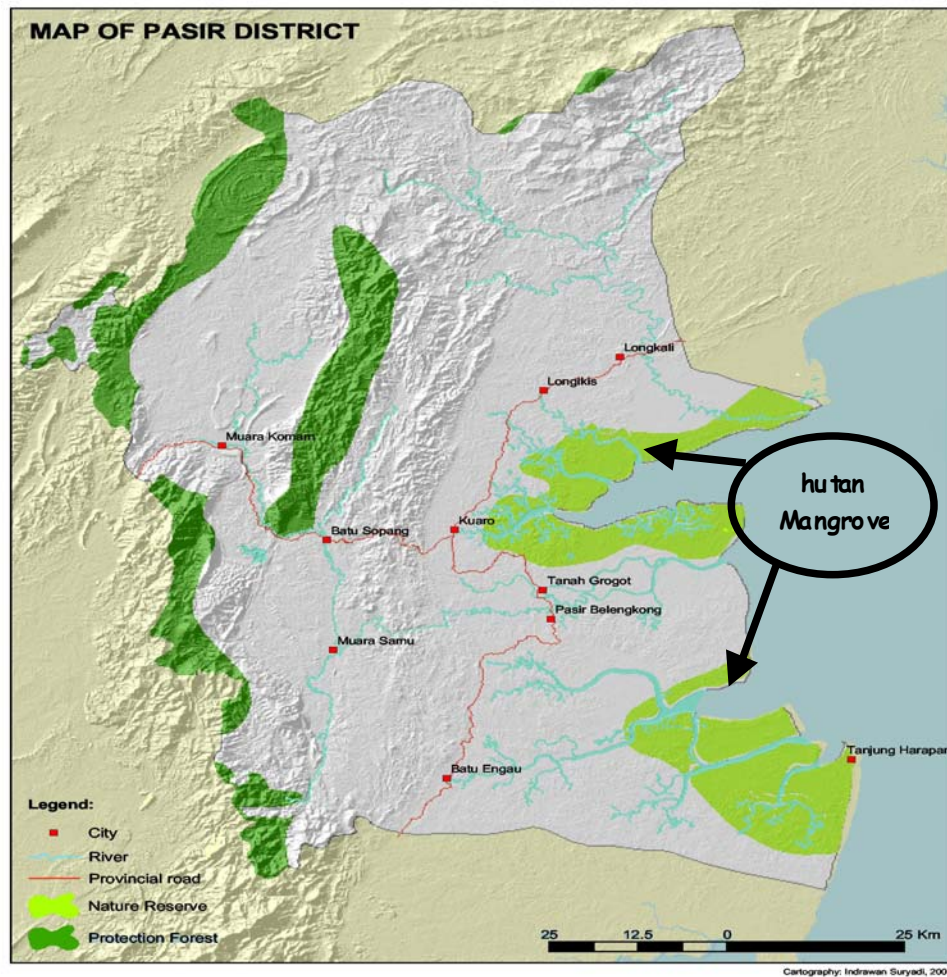 MAP OF PASIR DISTRICT
Longkali
Longikis
Muara Komam
hutan
Mangrove
Kuaro
Batu Sopang
Tanah Grogot
Pasir Belengkong
Muara Samu
Tanjung Harapan
Batu Engau
Legend:
City
River
Provincial road
Nature Reserve
Protection Forest
25 12.5 0 25 Km
Cartography: Indrawan Suryadi, 200